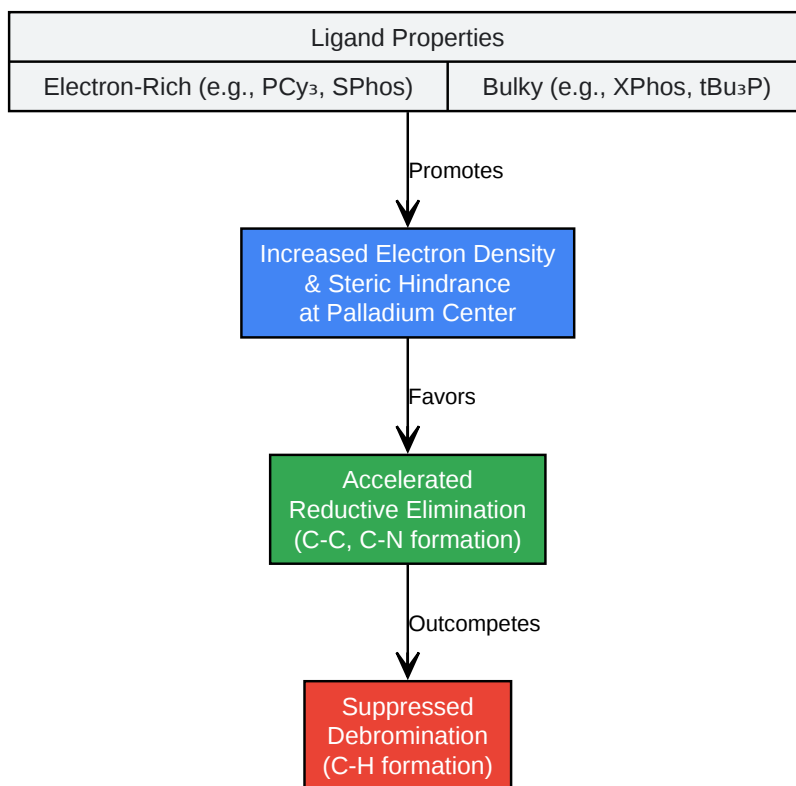 Ligand Properties
Electron-Rich (e.g., PCy₃, SPhos)
Bulky (e.g., XPhos, tBu₃P)
Promotes
Increased Electron Density
& Steric Hindrance
at Palladium Center
Favors
Accelerated
Reductive Elimination
(C-C, C-N formation)
Outcompetes
Suppressed
Debromination
(C-H formation)